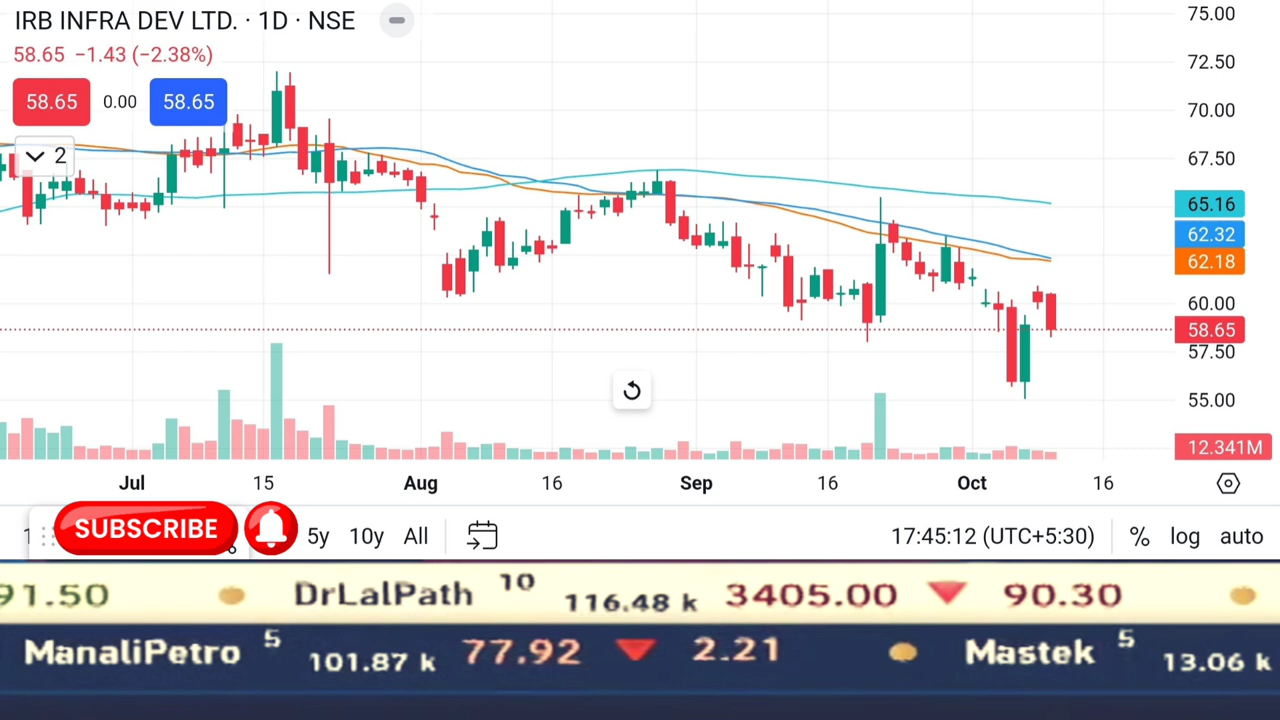 IRB INFRA DEV LTD. · 1D · NSE
58.65 −1.43 (−2.38%)
58.65 0.00 58.65
2
75.00
72.50
70.00
67.50
65.16
62.32
62.18
60.00
58.65
57.50
55.00
12.341M
Jul 15 Aug 16 Sep 16 Oct 16
SUBSCRIBE 5y 10y All 17:45:12 (UTC+5:30) % log auto
91.50 DrLalPath 10 116.48 k 3405.00 90.30
ManaliPetro 5 101.87 k 77.92 2.21 Mastek 5 13.06 k